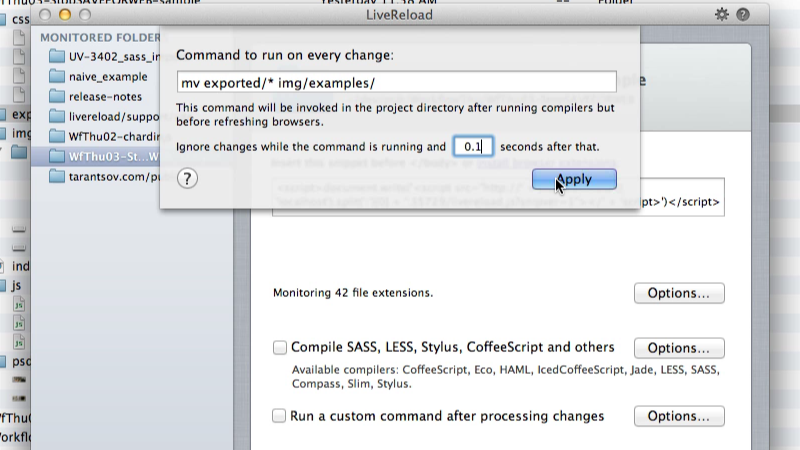 LiveReload
css
MONITORED FOLDER
Command to run on every change:
UV-3402_sass_in
mv exported/* img/examples/
naive_example
release-notes
This command will be invoked in the project directory after running compilers but
before refreshing browsers.
exp
livereload/suppo
img
WfThu02-chardin
Ignore changes while the command is running and 0.1 seconds after that.
WfThu03-St...W
tarantsov.com/p
? Apply
ipt>')</script>
ind
js
Monitoring 42 file extensions. Options...
Compile SASS, LESS, Stylus, CoffeeScript and others Options...
psd
Available compilers: CoffeeScript, Eco, HAML, IcedCoffeeScript, Jade, LESS, SASS,
Compass, Slim, Stylus.
Run a custom command after processing changes Options...
WfThu0
Workflo